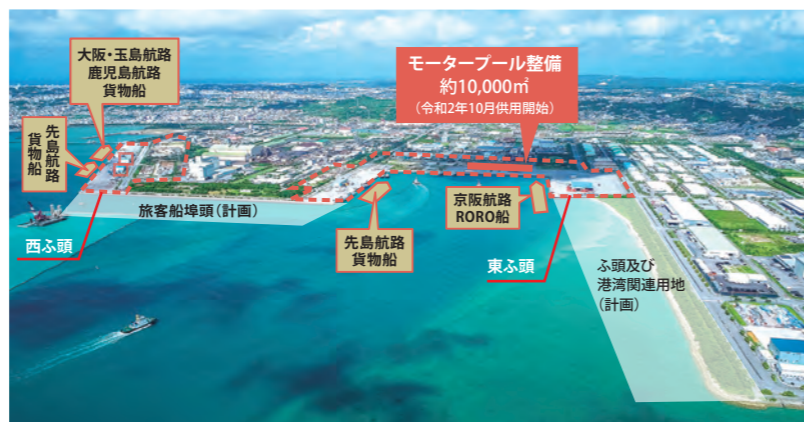 大阪・玉島航路
鹿児島航路
貨物船
先島航路
貨物船
モータープール整備
約10,000㎡
（令和2年10月供用開始）
旅客船埠頭（計画）
西ふ頭
先島航路
貨物船
京阪航路
RORO船
東ふ頭
ふ頭及び
港湾関連用地
（計画）